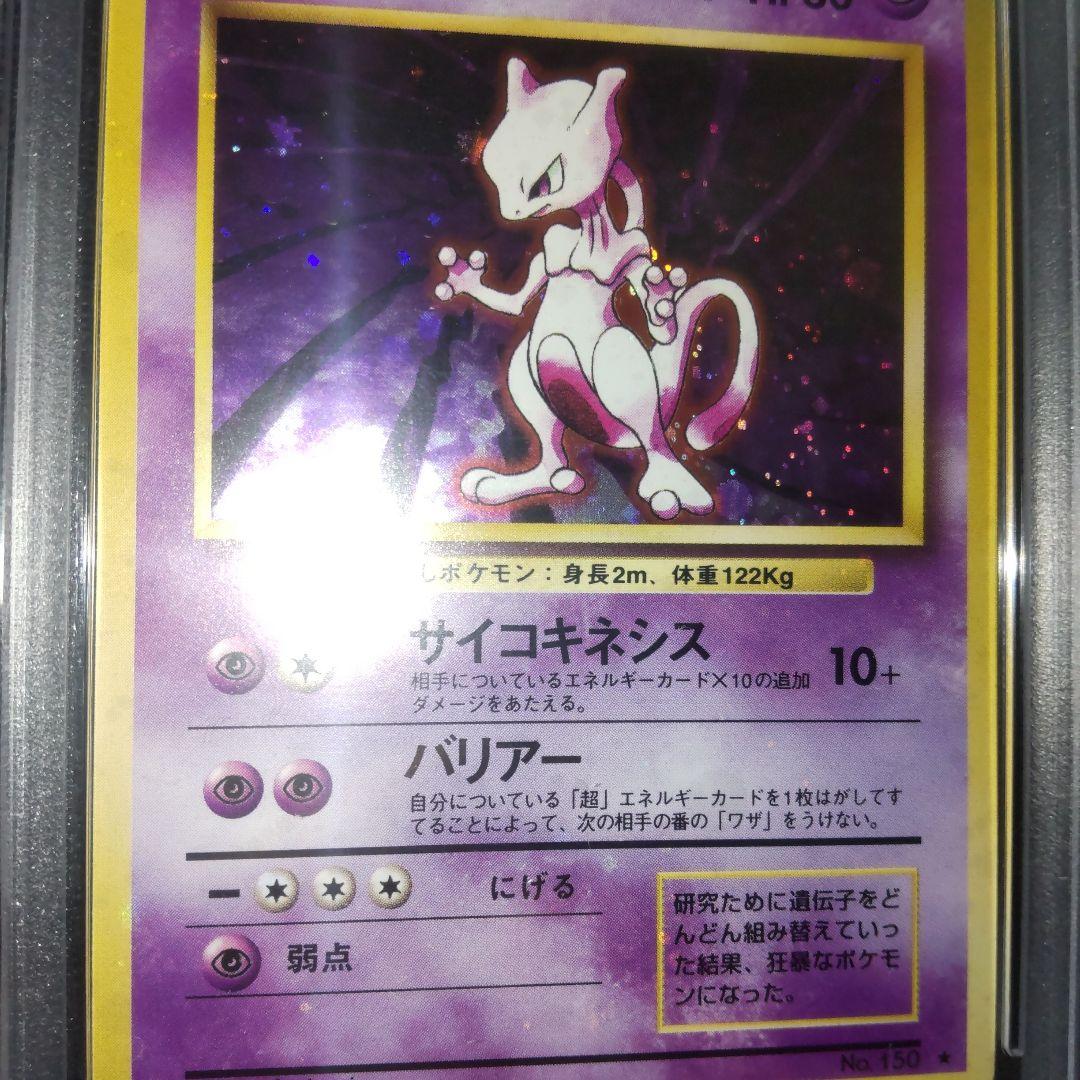 しポケモン：身長2m、体重122Kg
サイコキネシス
10+
相手についているエネルギーカード×10の追加
ダメージをあたえる。
バリアー
自分についている「超」エネルギーカードを1枚はがしてす
てることによって、次の相手の番の「ワザ」をうけない。
にげる
弱点
研究ために遺伝子をど
んどん組み替えていっ
た結果、狂暴なポケモ
ンになった。
No. 150 ★